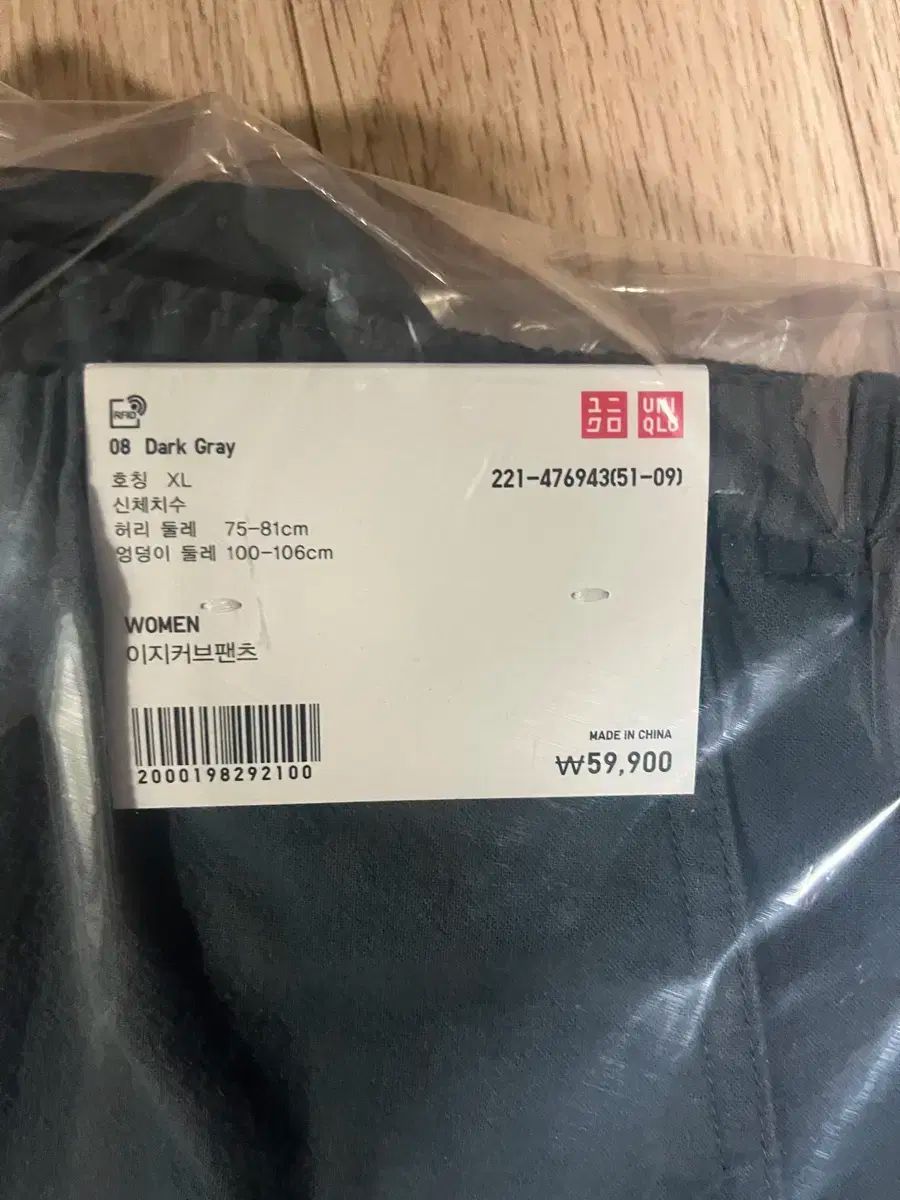 RFID
ユニ
クロ
UNI
QLO
08 Dark Gray
호칭 XL
221-476943(51-09)
신체치수
허리 둘레 75-81cm
엉덩이 둘레 100-106cm
WOMEN
이지커브팬츠
2000198292100
MADE IN CHINA
₩59,900